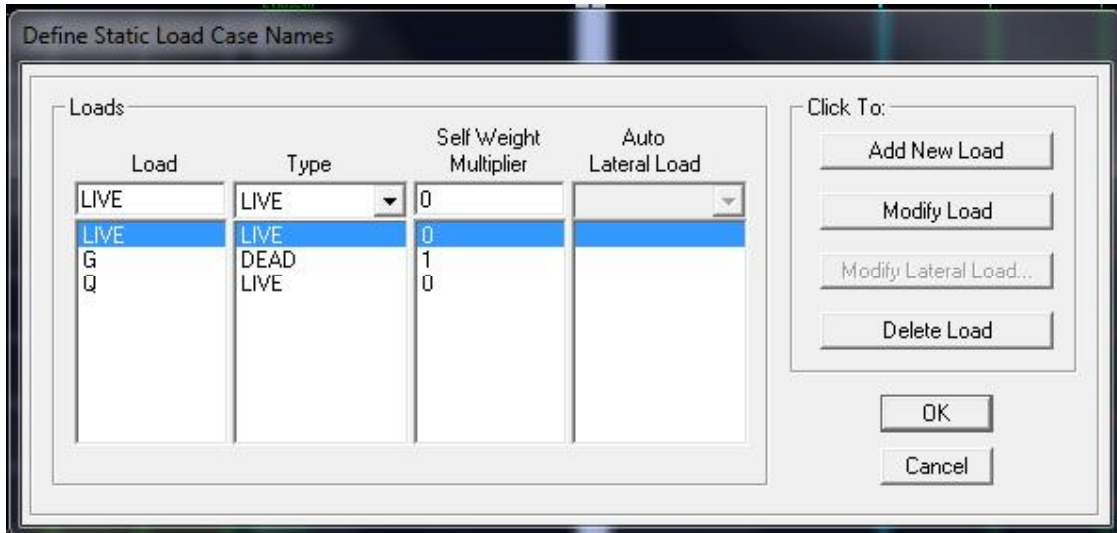 Define Static Load Case Names
Loads
Load Type Self Weight Multiplier Auto Lateral Load
LIVE LIVE 0
LIVE LIVE 0
G DEAD 1
Q LIVE 0
Click To:
Add New Load
Modify Load
Modify Lateral Load...
Delete Load
OK
Cancel